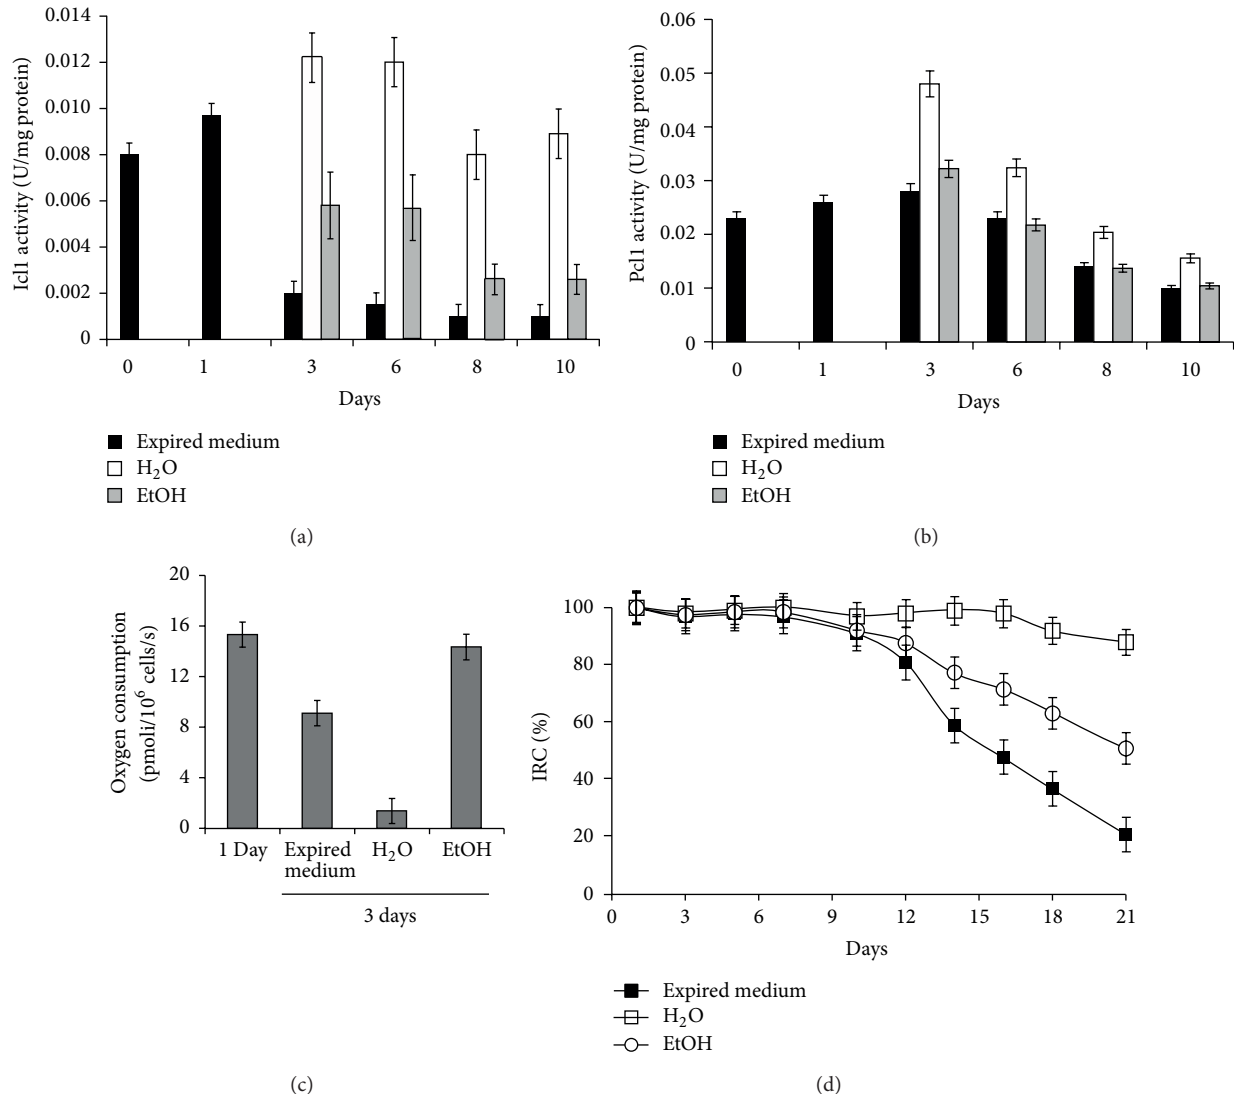 Icl1 activity (U/mg protein)
0.014
0.012
0.010
0.008
0.006
0.004
0.002
0
0 1 3 6 8 10
Days
Expired medium
H₂O
EtOH
(a)
Pcl1 activity (U/mg protein)
0.06
0.05
0.04
0.03
0.02
0.01
0
0 1 3 6 8 10
Days
Expired medium
H₂O
EtOH
(b)
Oxygen consumption
(pmoli/10⁶ cells/s)
20
16
12
8
4
0
1 Day Expired medium H₂O EtOH
3 days
(c)
IRC (%)
100
80
60
40
20
0
0 3 6 9 12 15 18 21
Days
Expired medium
H₂O
EtOH
(d)